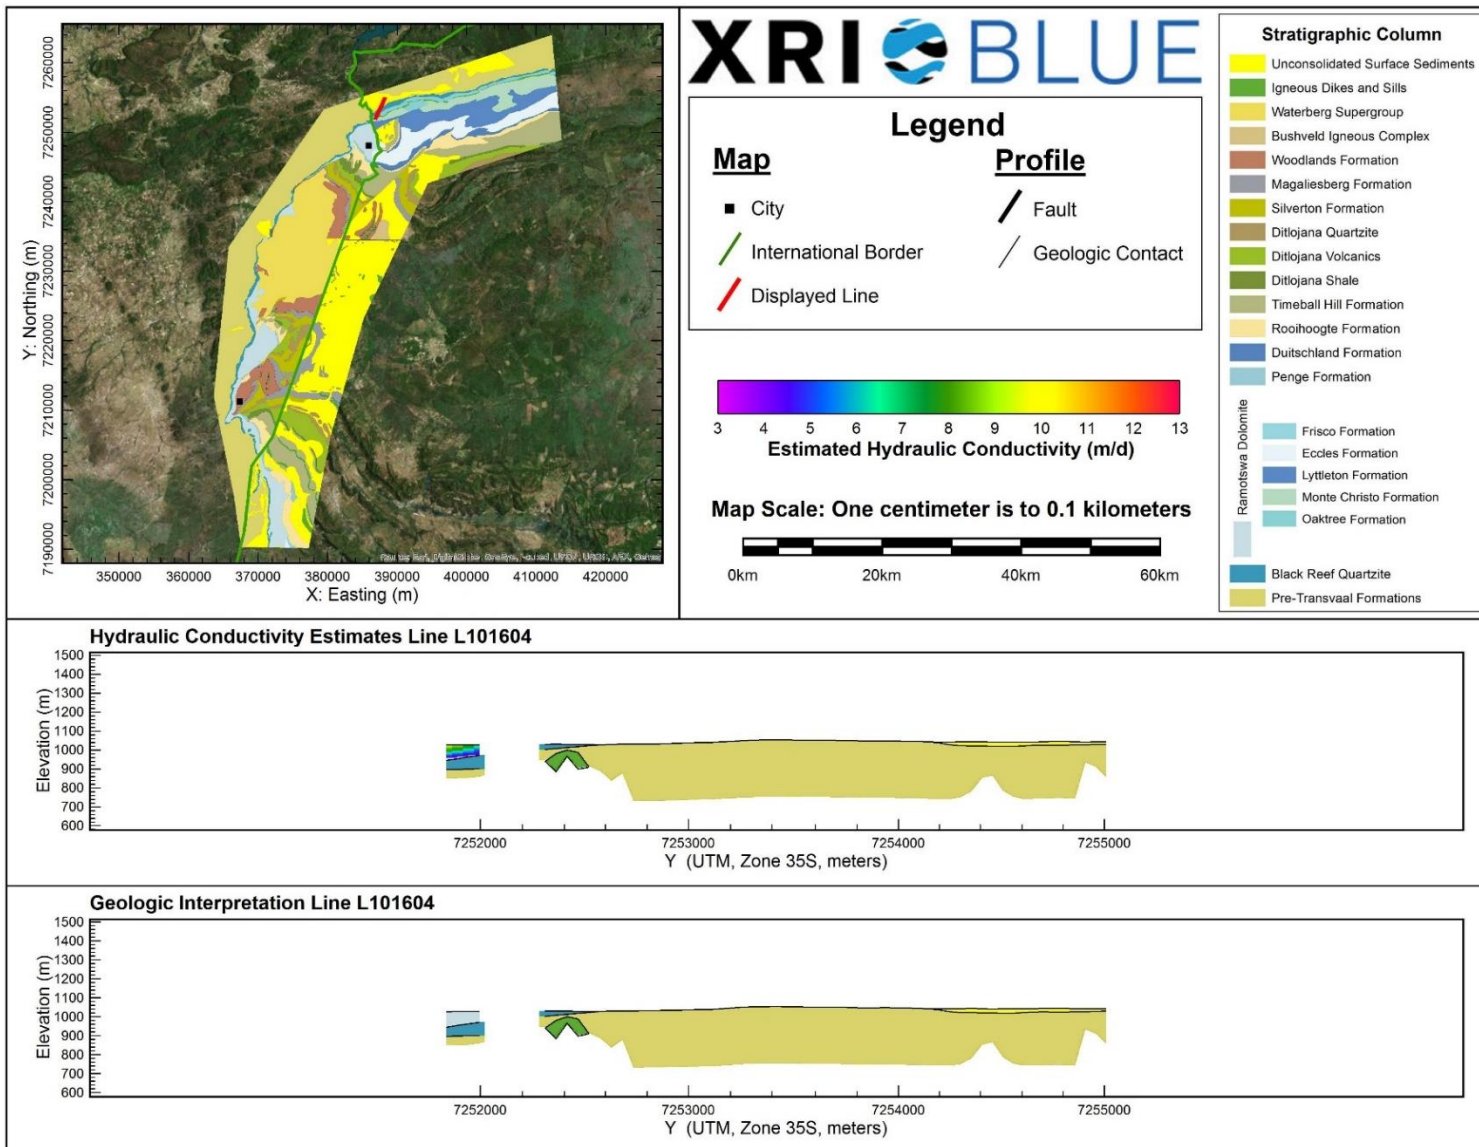 XRI BLUE
Y: Northing (m)
7260000
7250000
7240000
7230000
7220000
7210000
7200000
7190000
350000 360000 370000 380000 390000 400000 410000 420000
X: Easting (m)
Legend
Map
City
International Border
Displayed Line
Profile
Fault
Geologic Contact
3 4 5 6 7 8 9 10 11 12 13
Estimated Hydraulic Conductivity (m/d)
Map Scale: One centimeter is to 0.1 kilometers
0km 20km 40km 60km
Stratigraphic Column
Unconsolidated Surface Sediments
Igneous Dikes and Sills
Waterberg Supergroup
Bushveld Igneous Complex
Woodlands Formation
Magaliesberg Formation
Silverton Formation
Ditlojana Quartzite
Ditlojana Volcanics
Ditlojana Shale
Timeball Hill Formation
Rooihoogte Formation
Duitschland Formation
Penge Formation
Ramotswa Dolomite
Frisco Formation
Eccles Formation
Lyttleton Formation
Monte Christo Formation
Oaktree Formation
Black Reef Quartzite
Pre-Transvaal Formations
Hydraulic Conductivity Estimates Line L101604
Elevation (m)
1500
1400
1300
1200
1100
1000
900
800
700
600
7252000 7253000 7254000 7255000
Y (UTM, Zone 35S, meters)
Geologic Interpretation Line L101604
Elevation (m)
1500
1400
1300
1200
1100
1000
900
800
700
600
7252000 7253000 7254000 7255000
Y (UTM, Zone 35S, meters)